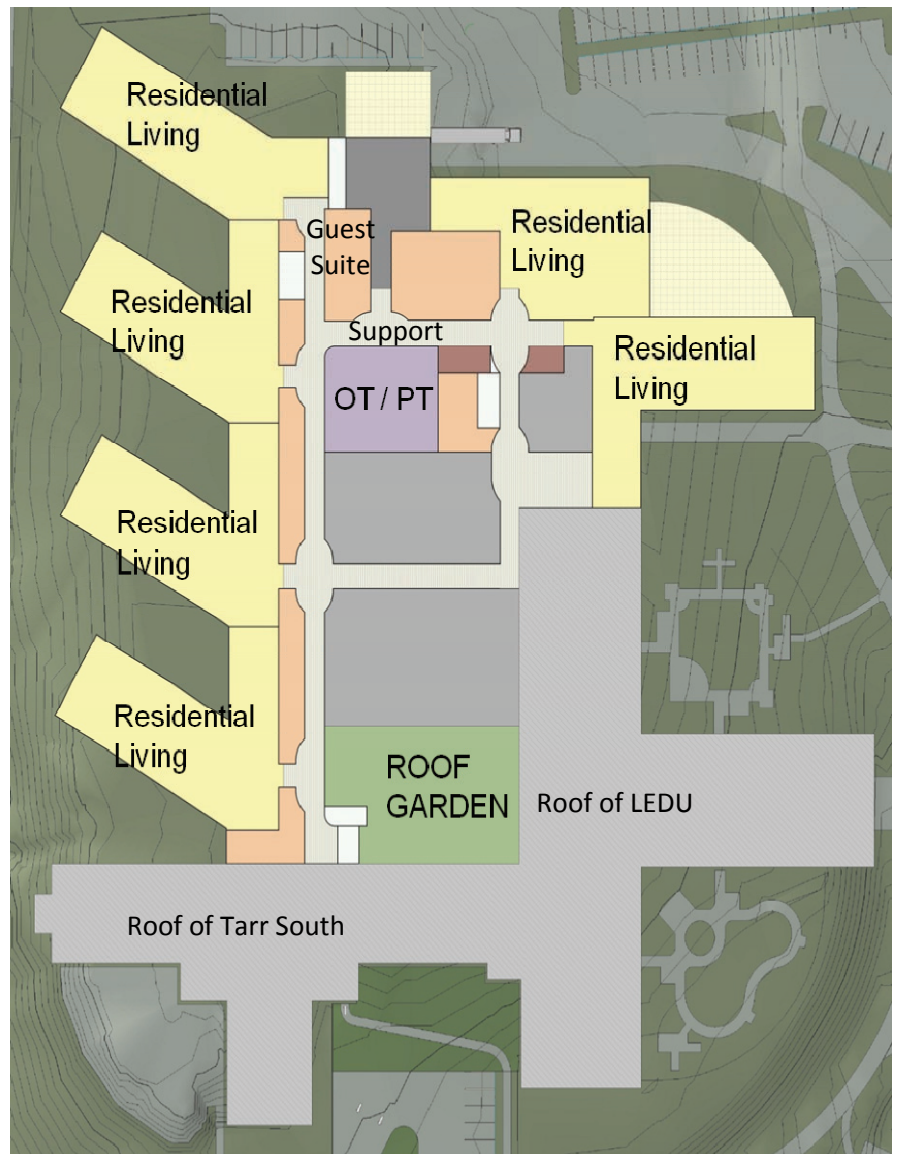 Residential
Living
Guest
Suite
Residential
Living
Residential
Living
Support
Residential
Living
OT / PT
Residential
Living
Residential
Living
ROOF
GARDEN
Roof of LEDU
Roof of Tarr South